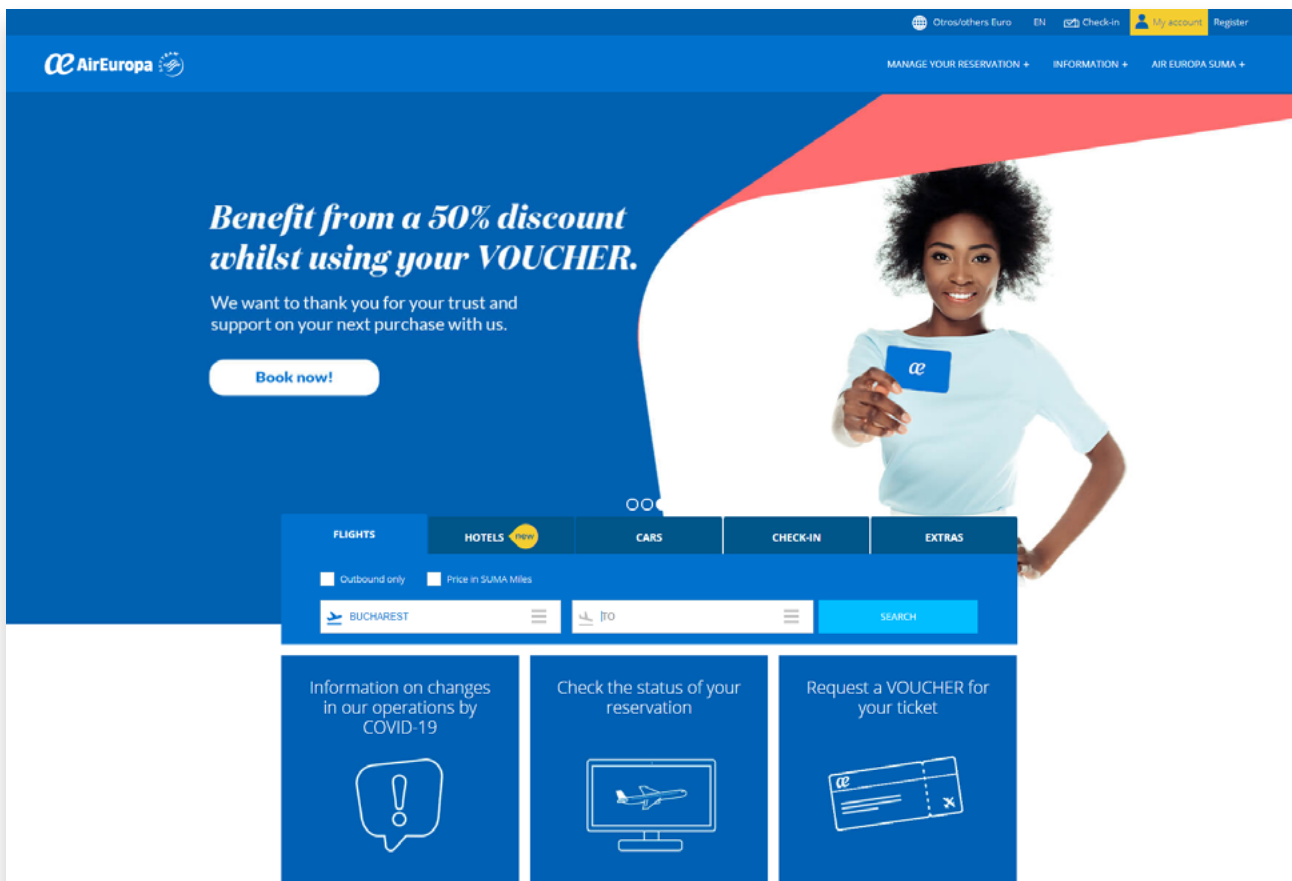 Otros/others Euro EN Check-in My account Register
æ AirEuropa
MANAGE YOUR RESERVATION + INFORMATION + AIR EUROPA SUMA +
Benefit from a 50% discount
whilst using your VOUCHER.
We want to thank you for your trust and
support on your next purchase with us.
Book now!
æ
FLIGHTS HOTELS new CARS CHECK-IN EXTRAS
Outbound only Price in SUMA Miles
BUCHAREST TO SEARCH
Information on changes
in our operations by
COVID-19
Check the status of your
reservation
Request a VOUCHER for
your ticket
æ